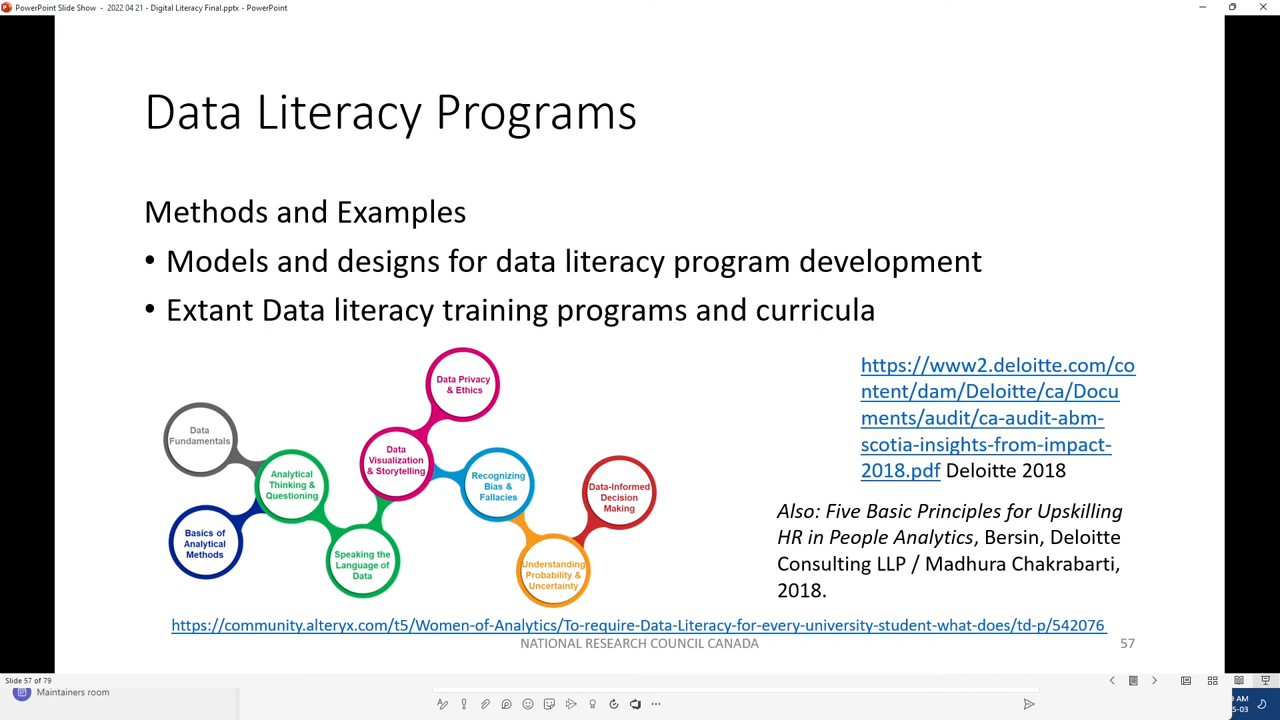 PowerPoint Slide Show - 2022 04 21 - Digital Literacy Final.pptx - PowerPoint
Data Literacy Programs
Methods and Examples
• Models and designs for data literacy program development
• Extant Data literacy training programs and curricula
Data Privacy
& Ethics
Data
Fundamentals
Data
Visualization
& Storytelling
Analytical
Thinking &
Questioning
Recognizing
Bias &
Fallacies
Data-Informed
Decision
Making
Basics of
Analytical
Methods
Speaking the
Language of
Data
Understanding
Probability &
Uncertainty
https://www2.deloitte.com/co
ntent/dam/Deloitte/ca/Docu
ments/audit/ca-audit-abm-
scotia-insights-from-impact-
2018.pdf Deloitte 2018
Also: Five Basic Principles for Upskilling
HR in People Analytics, Bersin, Deloitte
Consulting LLP / Madhura Chakrabarti,
2018.
https://community.alteryx.com/t5/Women-of-Analytics/To-require-Data-Literacy-for-every-university-student-what-does/td-p/542076
NATIONAL RESEARCH COUNCIL CANADA
57
Slide 57 of 79
Maintainers room
9 AM
5-03